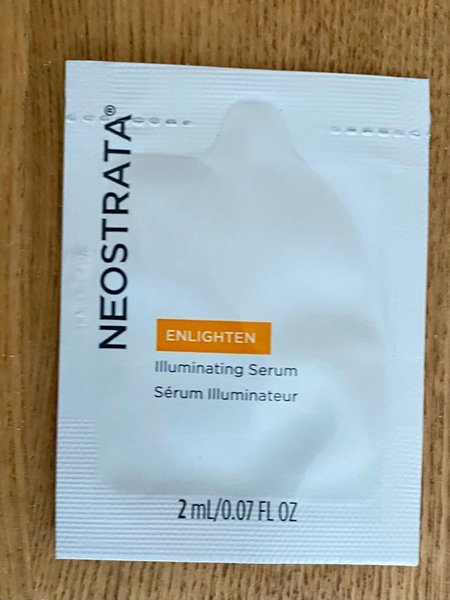 NEOSTRATA®
ENLIGHTEN
Illuminating Serum
Sérum Illuminateur
2 mL/0.07 FL OZ